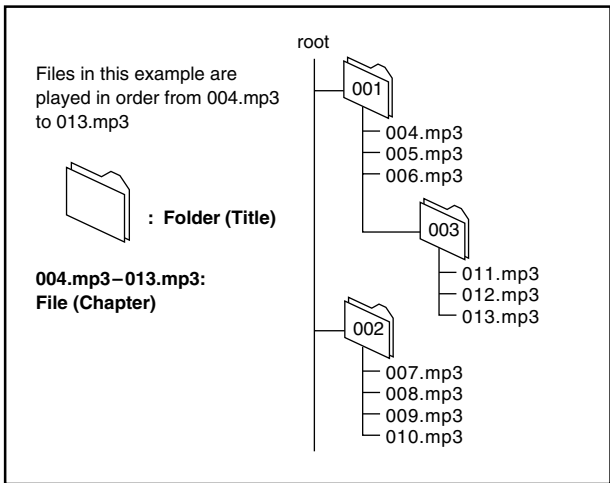 Files in this example are
played in order from 004.mp3
to 013.mp3
: Folder (Title)
004.mp3–013.mp3:
File (Chapter)
root
001
004.mp3
005.mp3
006.mp3
003
011.mp3
012.mp3
013.mp3
002
007.mp3
008.mp3
009.mp3
010.mp3